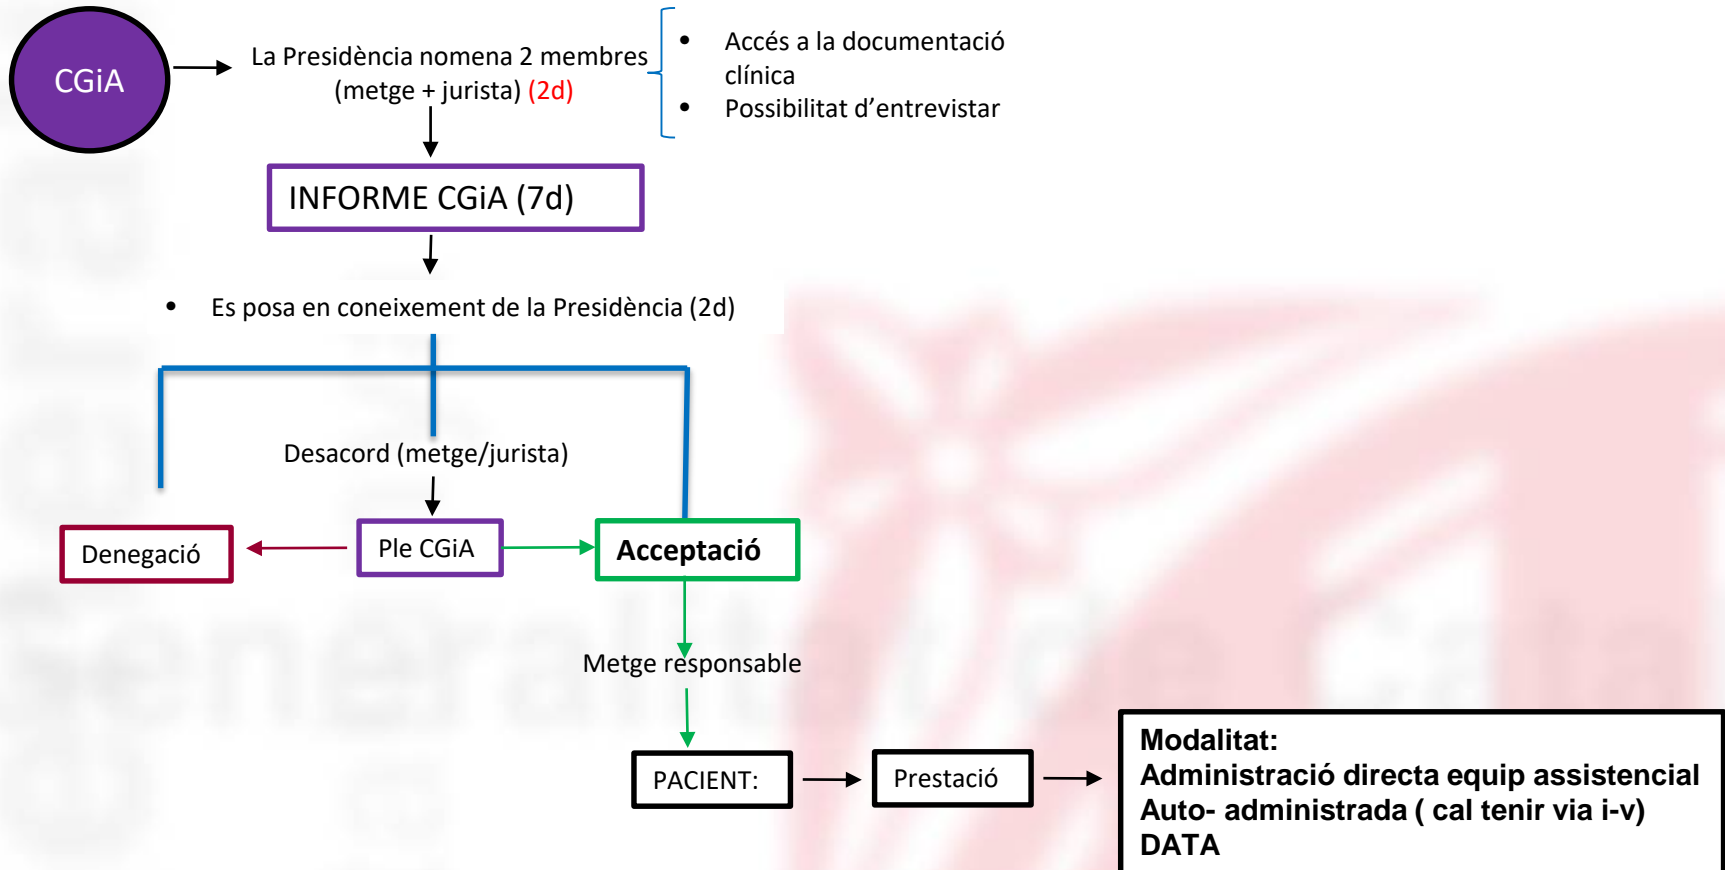 CGiA
La Presidència nomena 2 membres
(metge + jurista) (2d)
• Accés a la documentació
clínica
• Possibilitat d'entrevistar
INFORME CGiA (7d)
• Es posa en coneixement de la Presidència (2d)
Desacord (metge/jurista)
Denegació
Ple CGiA
Acceptació
Metge responsable
PACIENT:
Prestació
Modalitat:
Administració directa equip assistencial
Auto- administrada ( cal tenir via i-v)
DATA